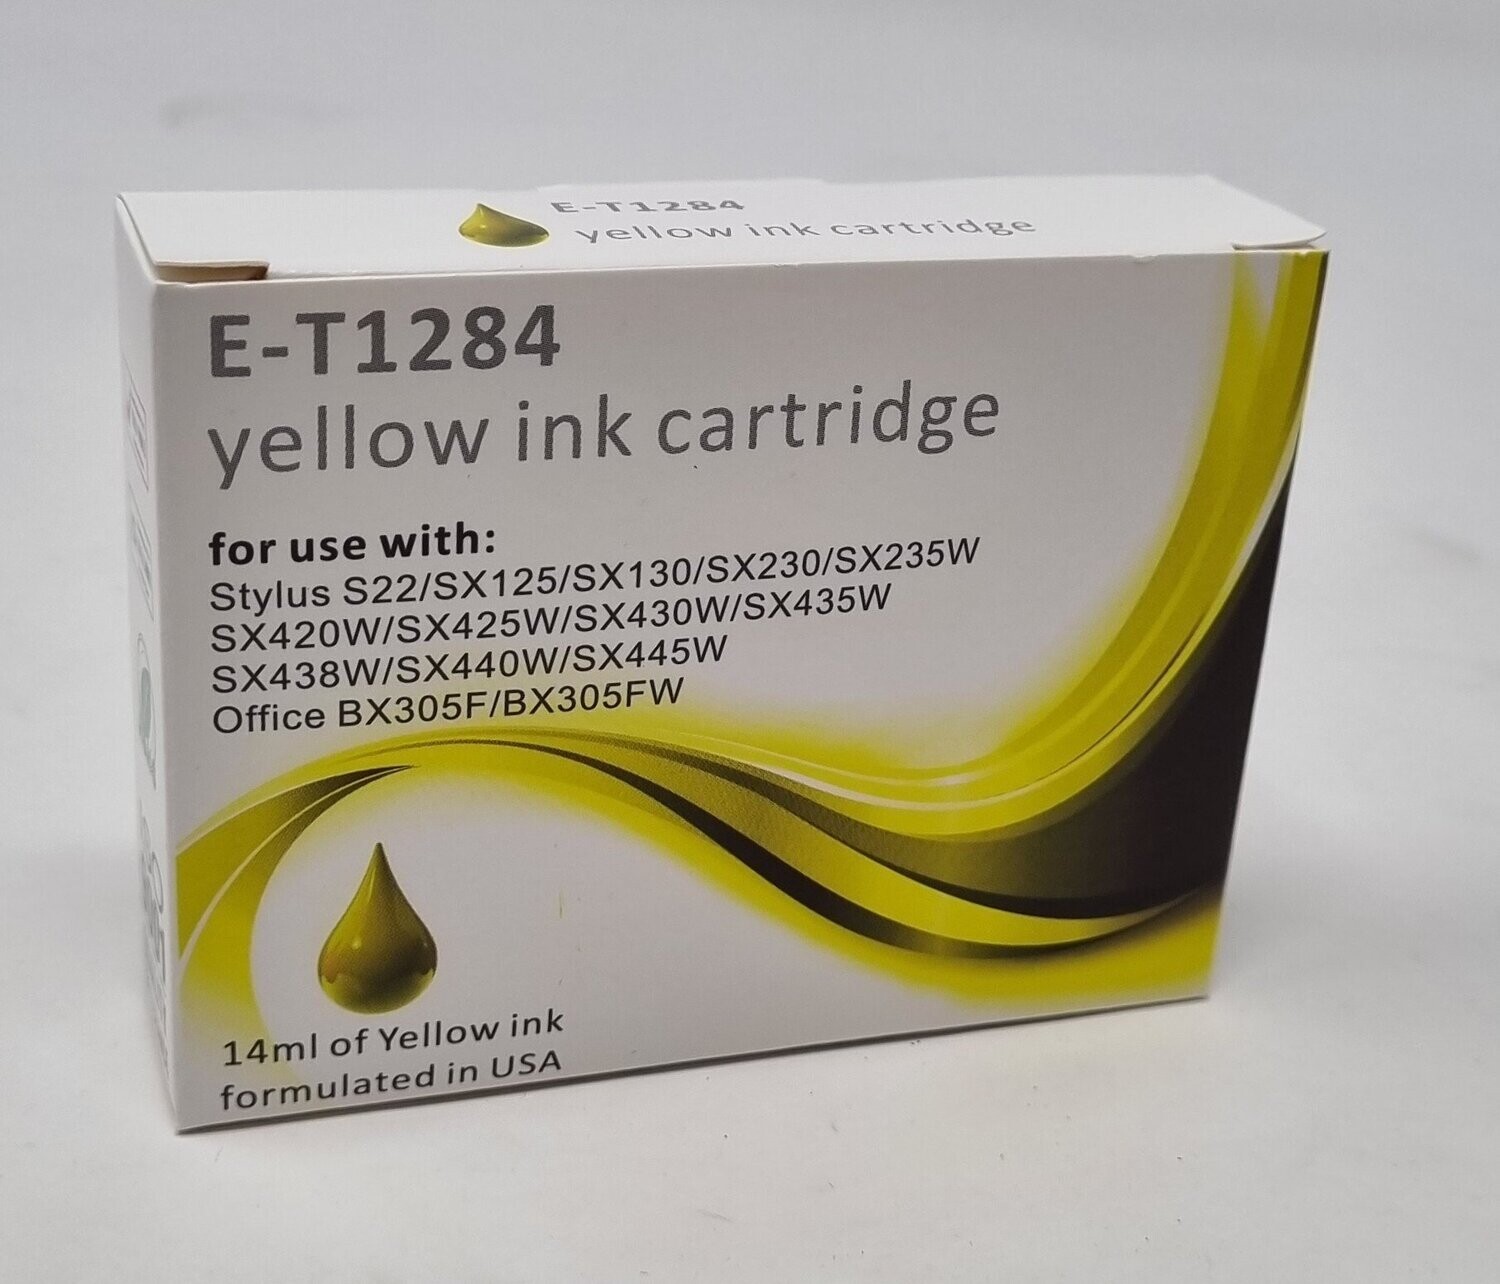 E-T1284
yellow ink cartridge
E-T1284
yellow ink cartridge
for use with:
Stylus S22/SX125/SX130/SX230/SX235W
SX420W/SX425W/SX430W/SX435W
SX438W/SX440W/SX445W
Office BX305F/BX305FW
14ml of Yellow ink
formulated in USA